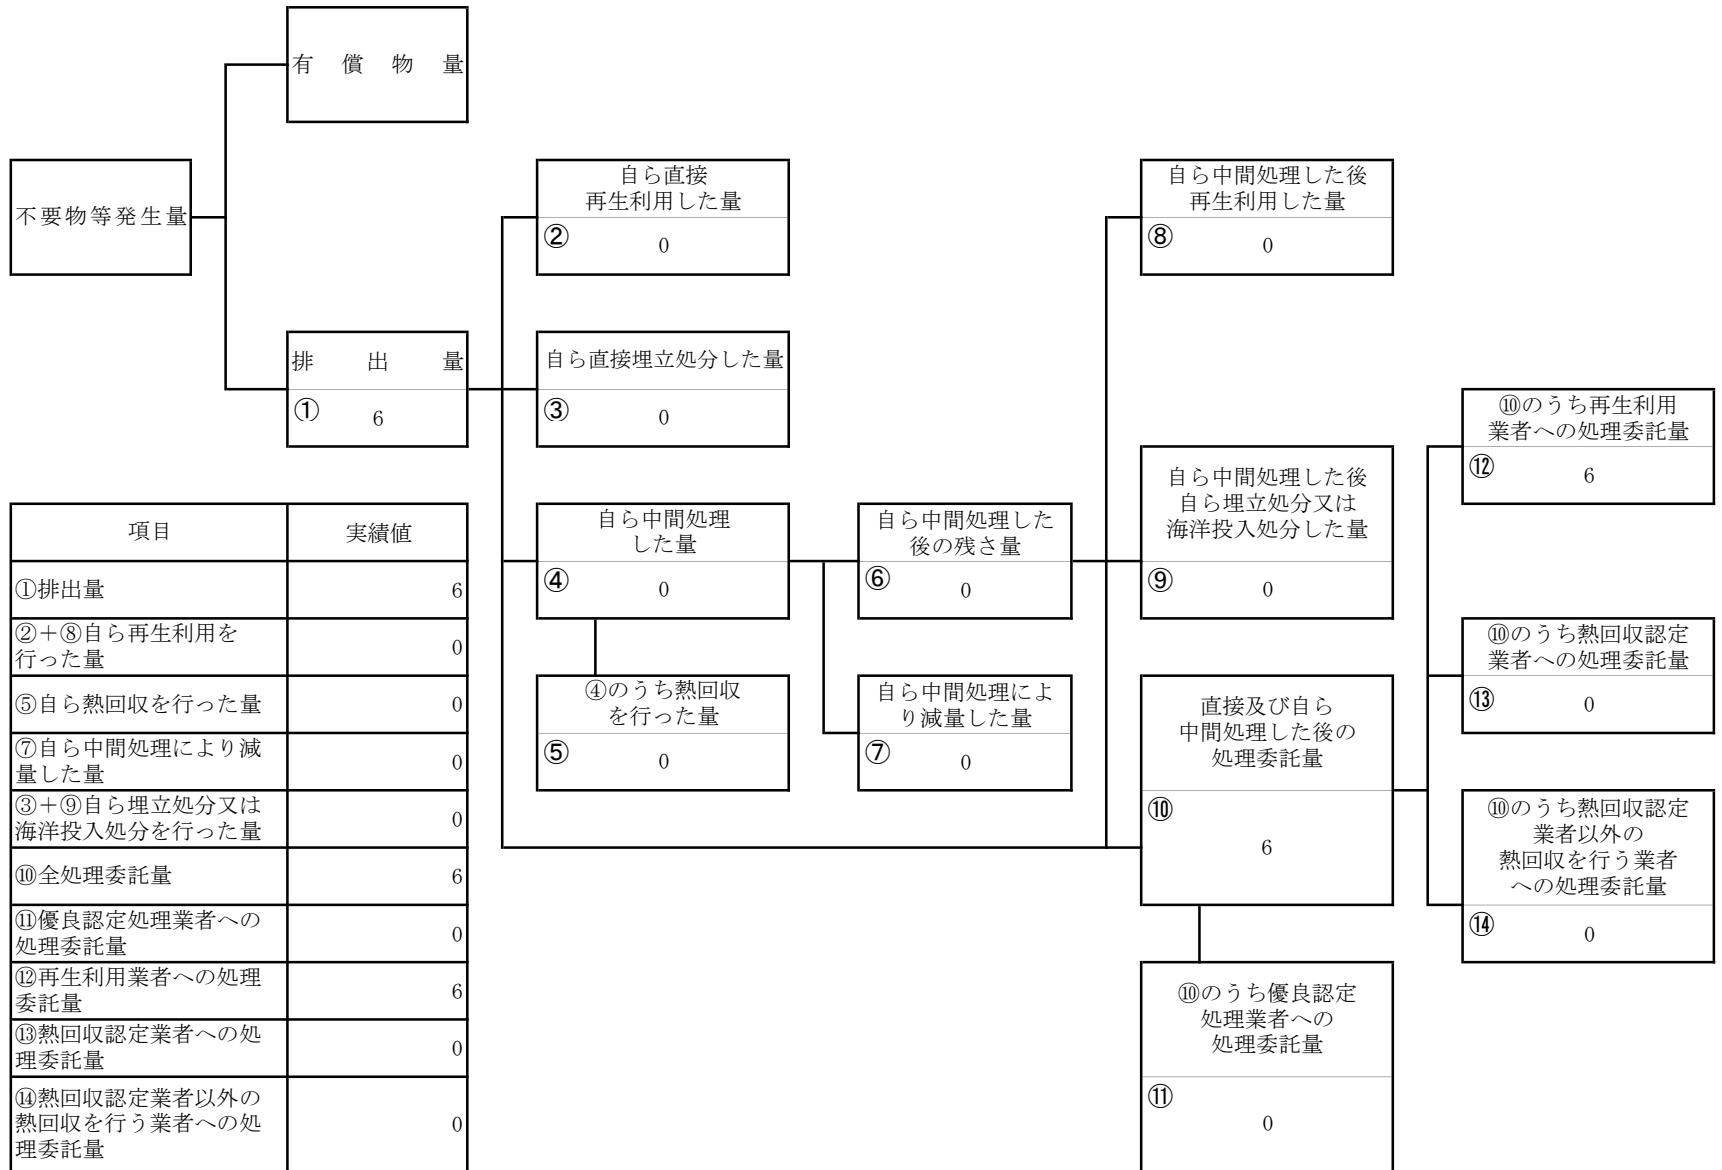 有償物量
不要物等発生量
自ら直接
再生利用した量
②
0
自ら中間処理した後
再生利用した量
⑧
0
排出量
①
6
自ら直接埋立処分した量
③
0
⑩のうち再生利用
業者への処理委託量
⑫
6
自ら中間処理
した量
④
0
自ら中間処理した
後の残さ量
⑥
0
自ら中間処理した後
自ら埋立処分又は
海洋投入処分した量
⑨
0
④のうち熱回収
を行った量
⑤
0
自ら中間処理によ
り減量した量
⑦
0
直接及び自ら
中間処理した後の
処理委託量
⑩
6
⑩のうち熱回収認定
業者への処理委託量
⑬
0
⑩のうち熱回収認定
業者以外の
熱回収を行う業者
への処理委託量
⑭
0
⑩のうち優良認定
処理業者への
処理委託量
⑪
0
項目 実績値
①排出量 6
②＋⑧自ら再生利用を
行った量 0
⑤自ら熱回収を行った量 0
⑦自ら中間処理により減
量した量 0
③＋⑨自ら埋立処分又は
海洋投入処分を行った量 0
⑩全処理委託量 6
⑪優良認定処理業者への
処理委託量 0
⑫再生利用業者への処理
委託量 6
⑬熱回収認定業者への処
理委託量 0
⑭熱回収認定業者以外の
熱回収を行う業者への処 0
理委託量